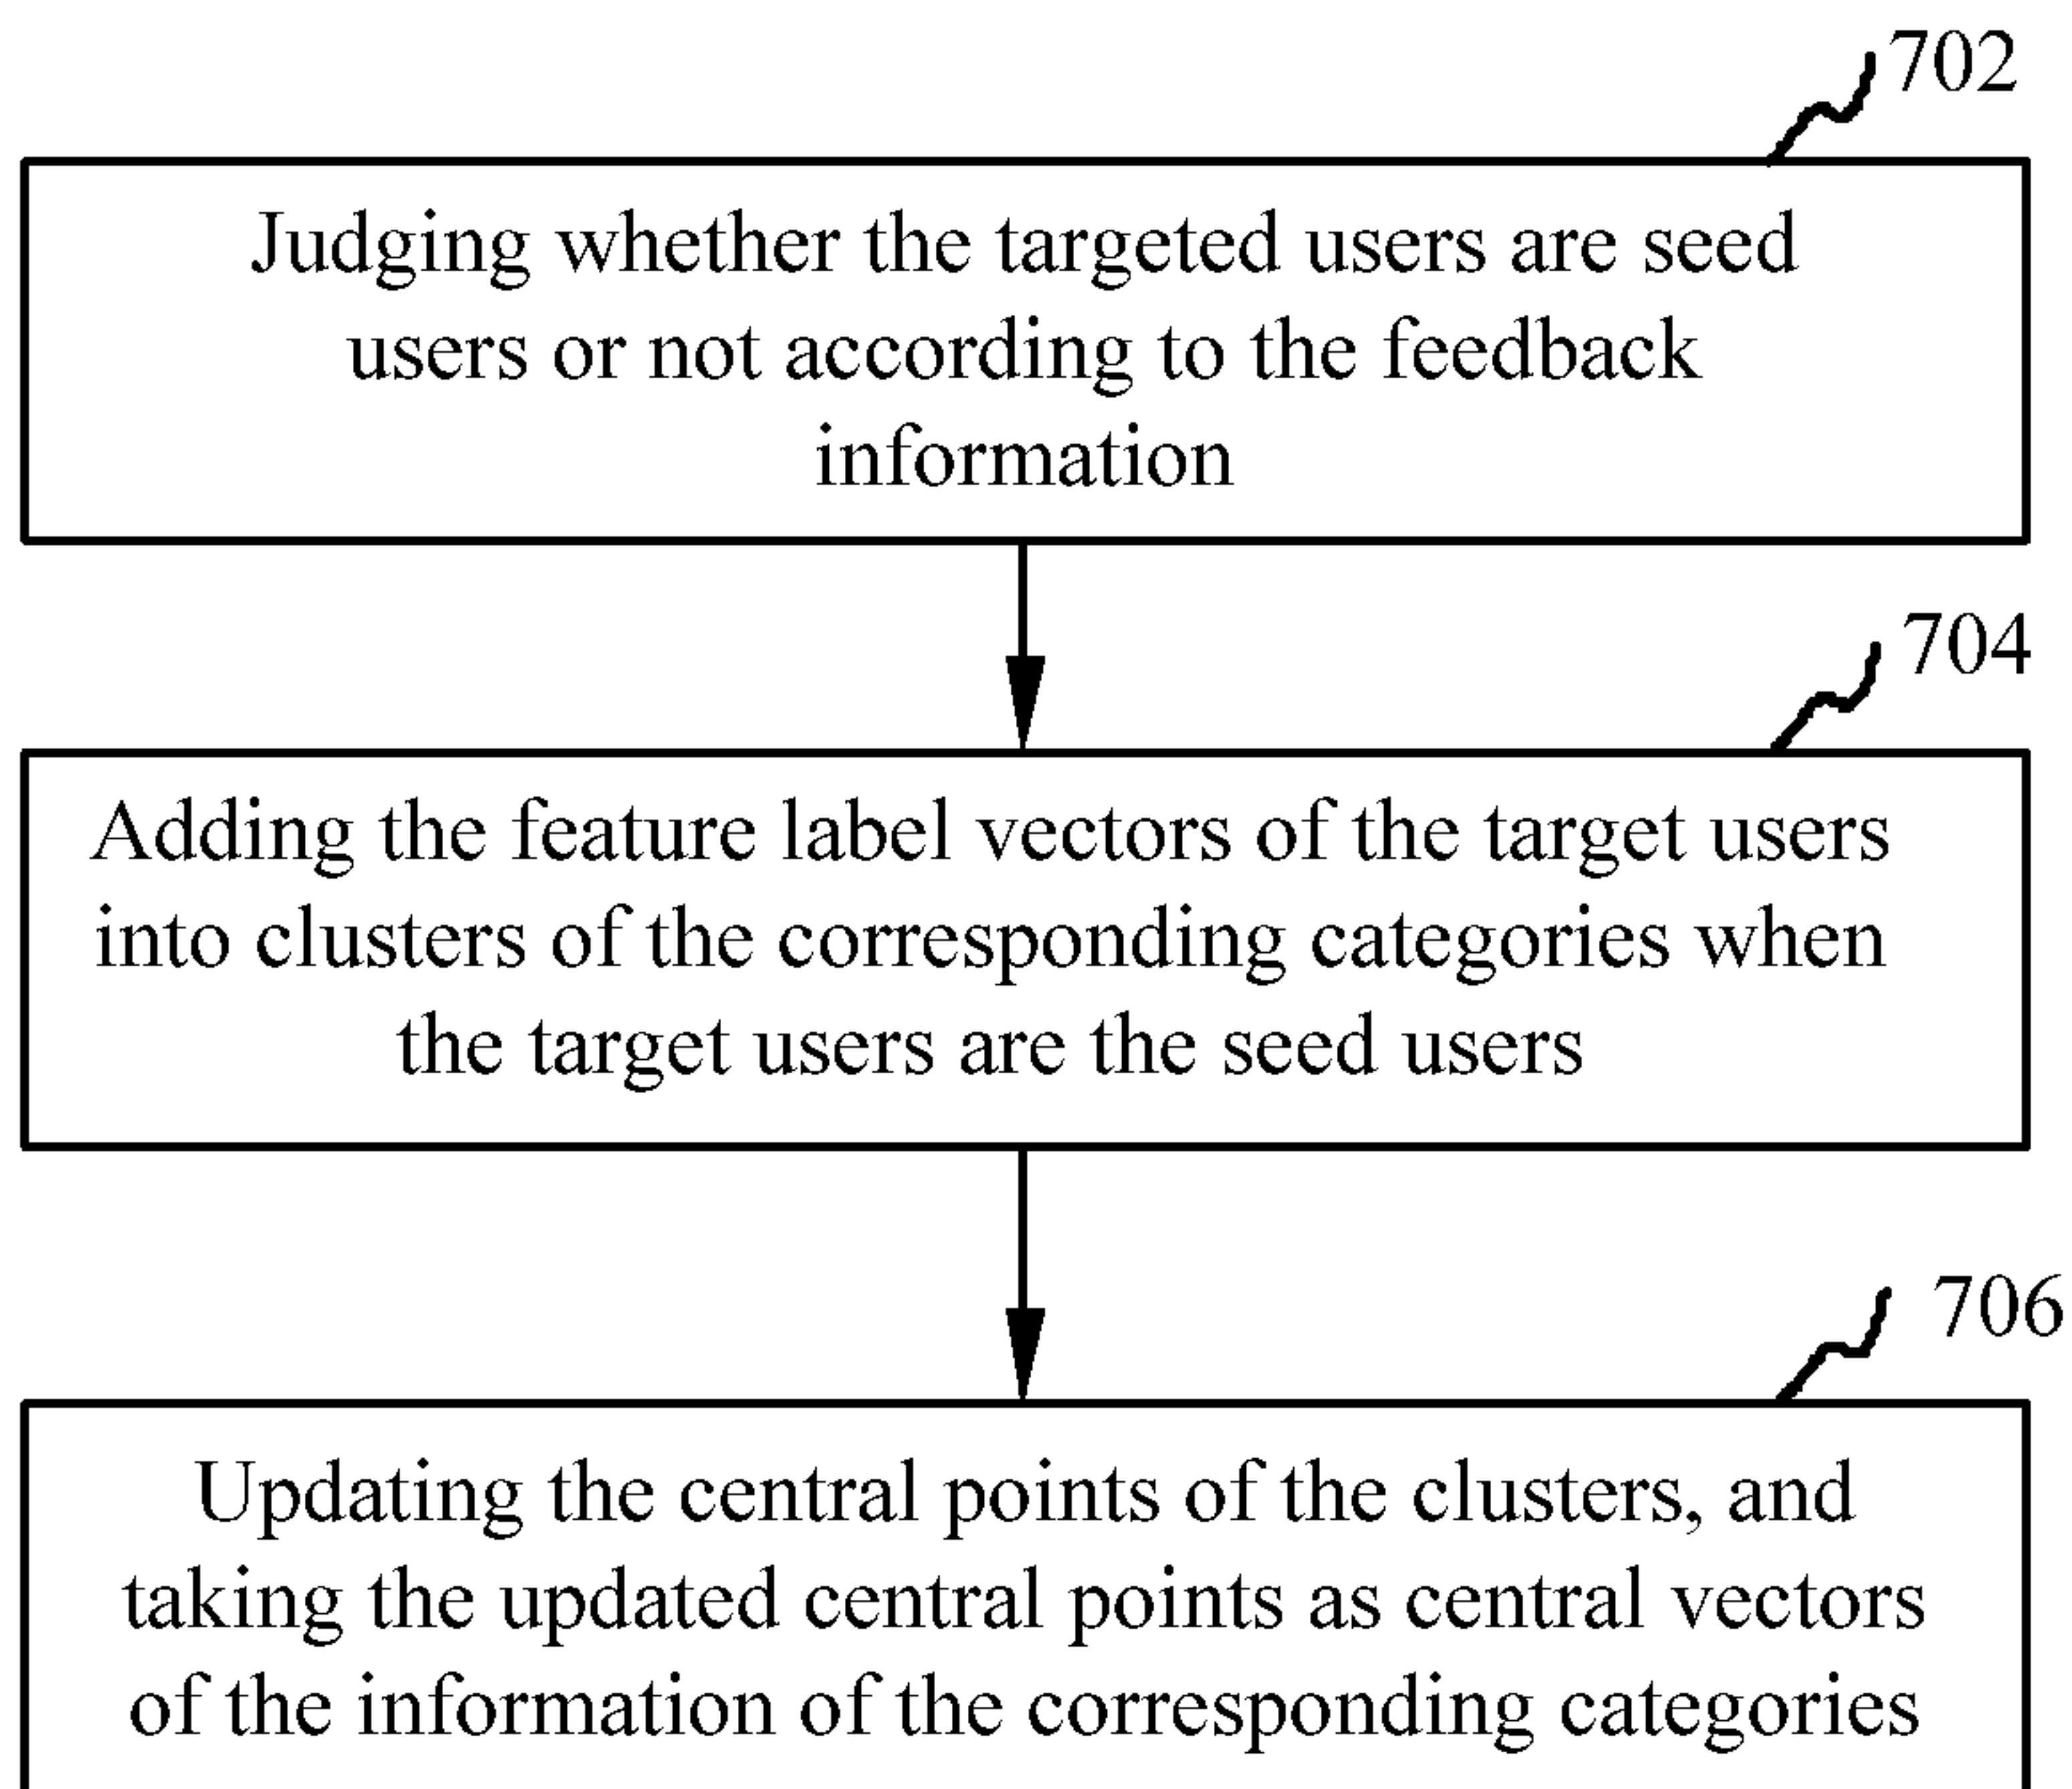 702
Judging whether the targeted users are seed
users or not according to the feedback
information
704
Adding the feature label vectors of the target users
into clusters of the corresponding categories when
the target users are the seed users
706
Updating the central points of the clusters, and
taking the updated central points as central vectors
of the information of the corresponding categories